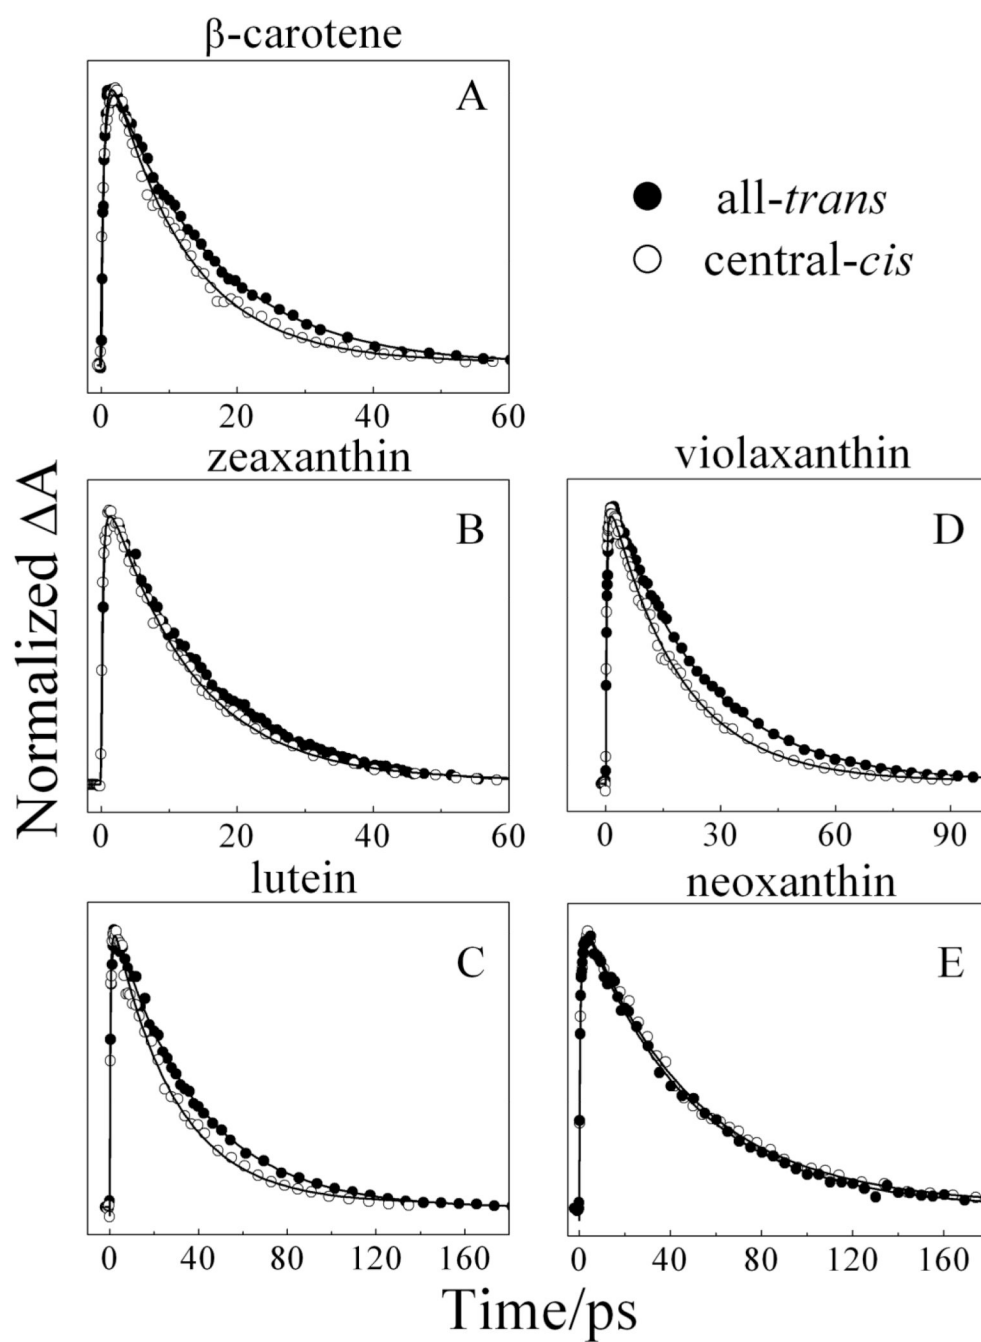 β-carotene
A
all-trans
central-cis
0 20 40 60
zeaxanthin
violaxanthin
B
D
Normalized ΔA
0 20 40 60
0 30 60 90
lutein
neoxanthin
C
E
0 40 80 120 160
0 40 80 120 160
Time/ps